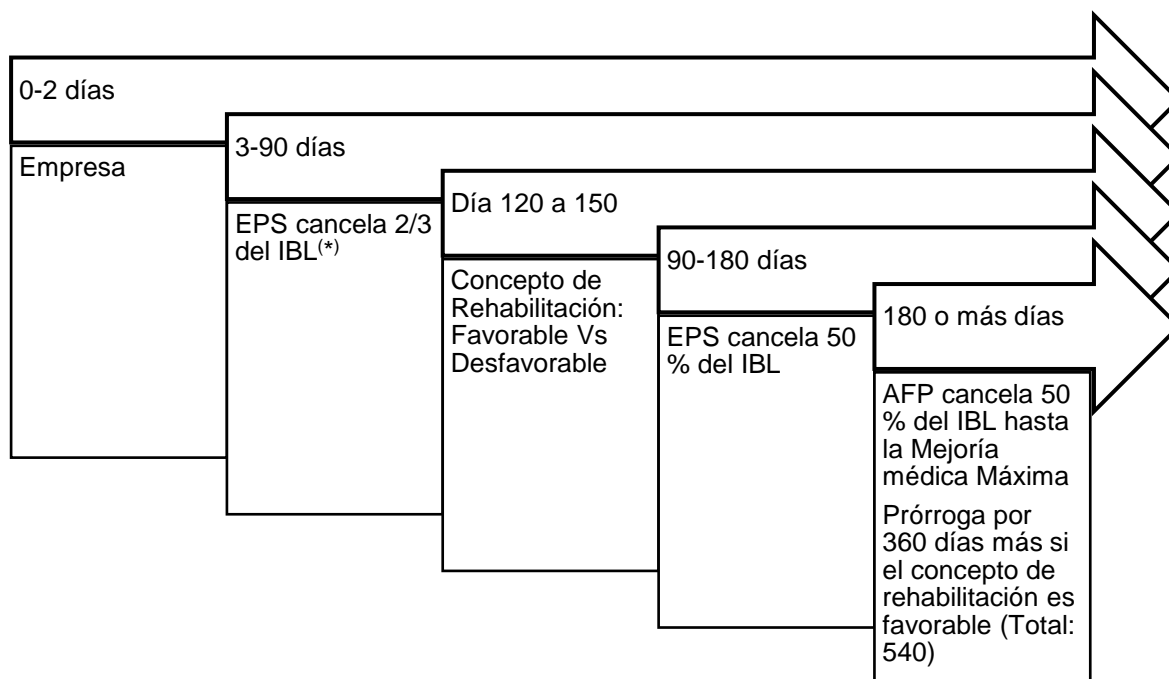 0-2 días
Empresa
3-90 días
EPS cancela 2/3
del IBL(*)
Día 120 a 150
Concepto de
Rehabilitación:
Favorable Vs
Desfavorable
90-180 días
EPS cancela 50
% del IBL
180 o más días
AFP cancela 50
% del IBL hasta
la Mejoría
médica Máxima
Prórroga por
360 días más si
el concepto de
rehabilitación es
favorable (Total:
540)